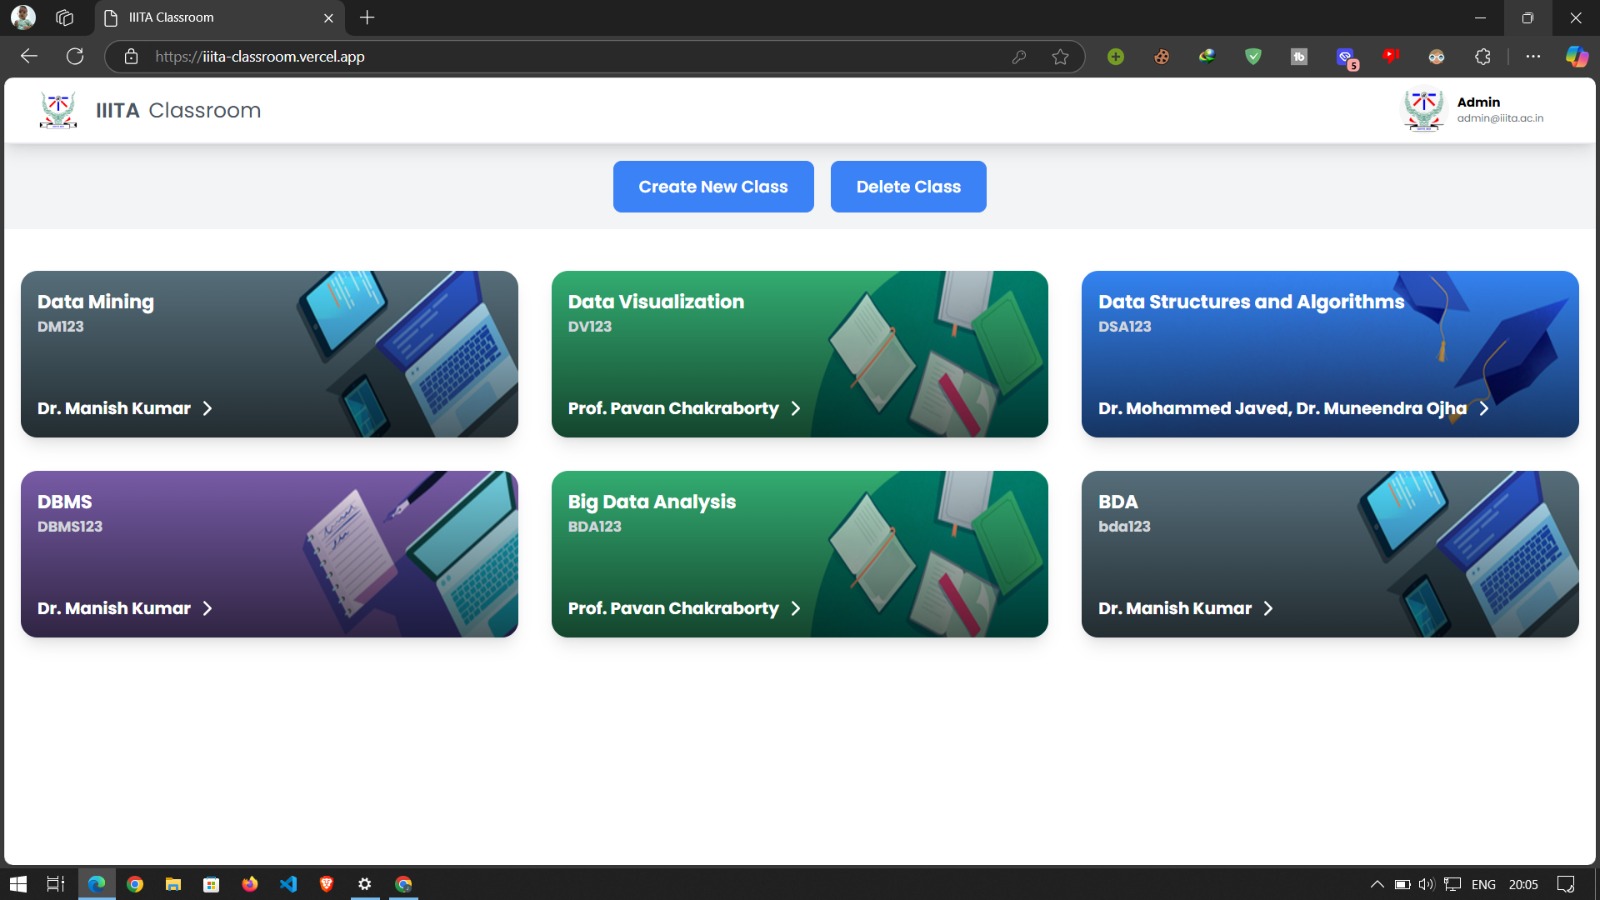 IIITA Classroom
https://iiita-classroom.vercel.app
5
IIITA Classroom
Admin
admin@iiita.ac.in
Create New Class
Delete Class
Data Mining
DM123
Dr. Manish Kumar
Data Visualization
DV123
Prof. Pavan Chakraborty
Data Structures and Algorithms
DSA123
Dr. Mohammed Javed, Dr. Muneendra Ojha
DBMS
DBMS123
Dr. Manish Kumar
Big Data Analysis
BDA123
Prof. Pavan Chakraborty
BDA
bda123
Dr. Manish Kumar
ENG
20:05